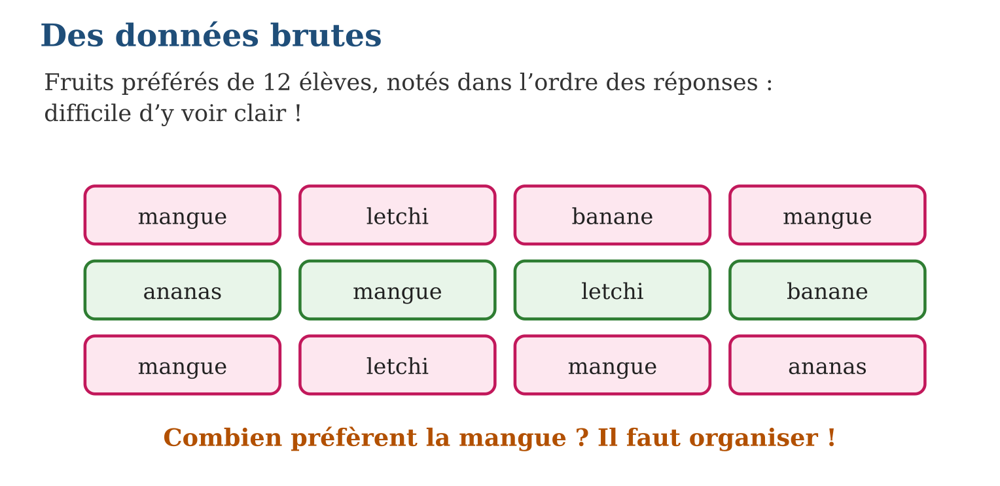 Des données brutes
Fruits préférés de 12 élèves, notés dans l’ordre des réponses :
difficile d’y voir clair !
mangue letchi banane mangue
ananas mangue letchi banane
mangue letchi mangue ananas
Combien préfèrent la mangue ? Il faut organiser !